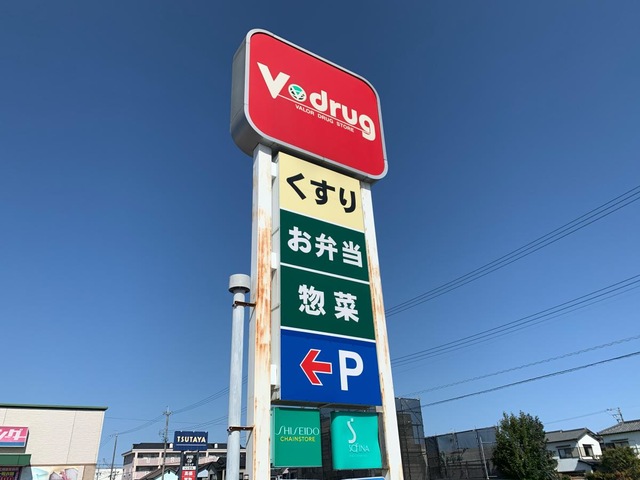 V drug
VALOR DRUG STORE
くすり
お弁当
惣菜
P
SHISEIDO
CHAINSTORE
TSUTAYA